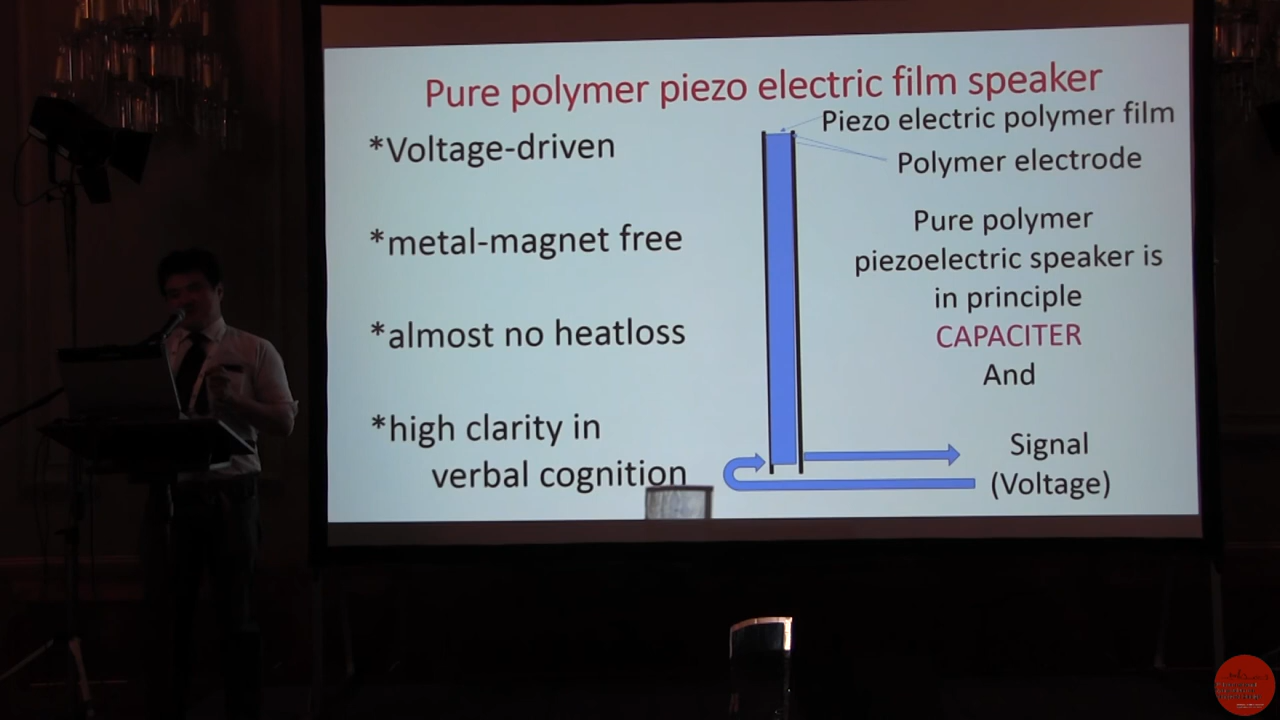 Pure polymer piezo electric film speaker
*Voltage-driven
*metal-magnet free
*almost no heatloss
*high clarity in
verbal cognition
Piezo electric polymer film
Polymer electrode
Pure polymer
piezoelectric speaker is
in principle
CAPACITER
And
Signal
(Voltage)